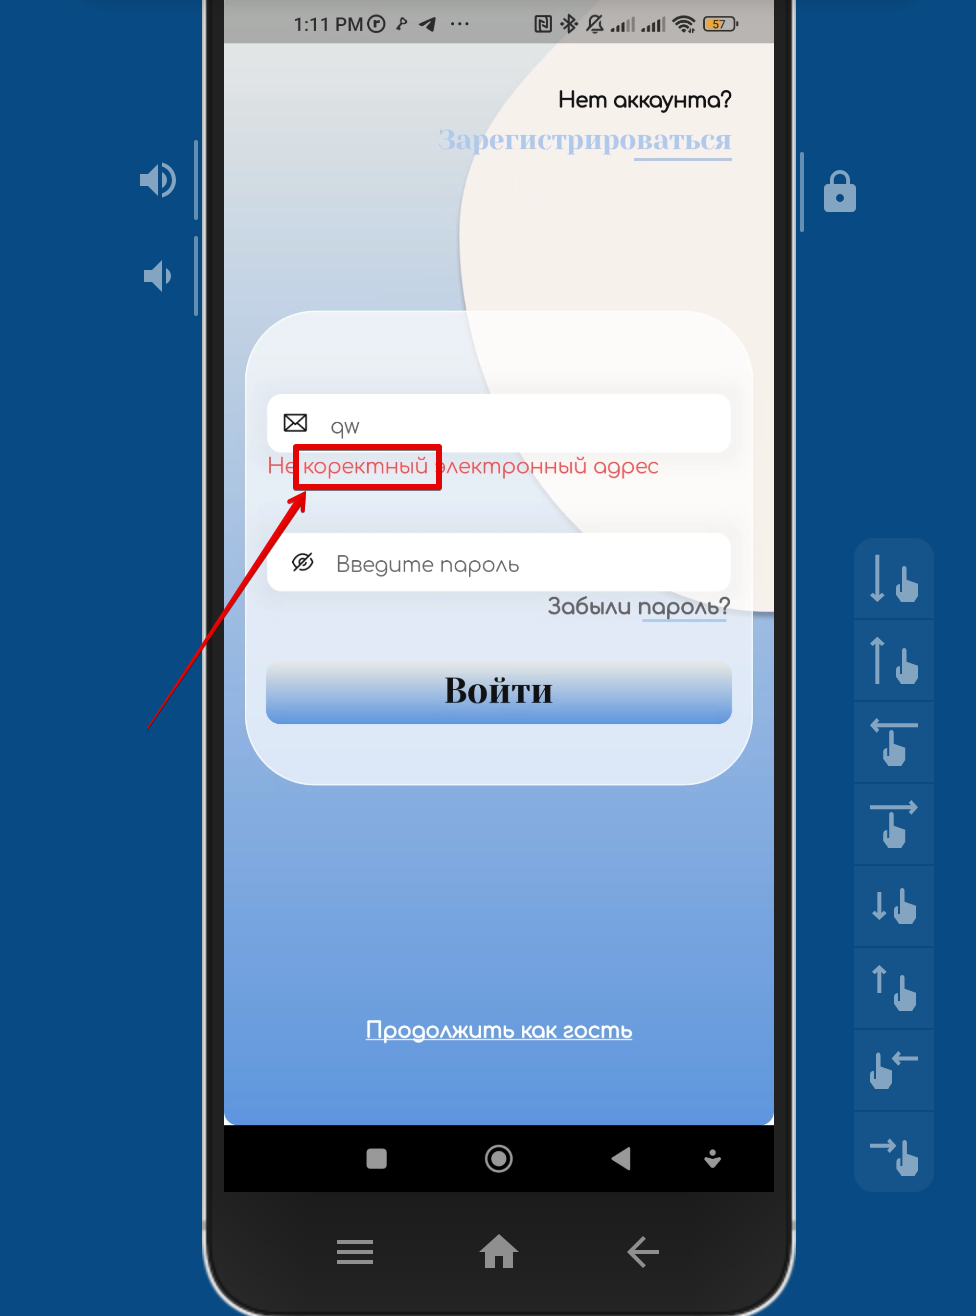 1:11 PM
57
Нет аккаунта?
Зарегистрироваться
qw
Не коректный электронный адрес
Введите пароль
Забыли пароль?
Войти
Продолжить как гость